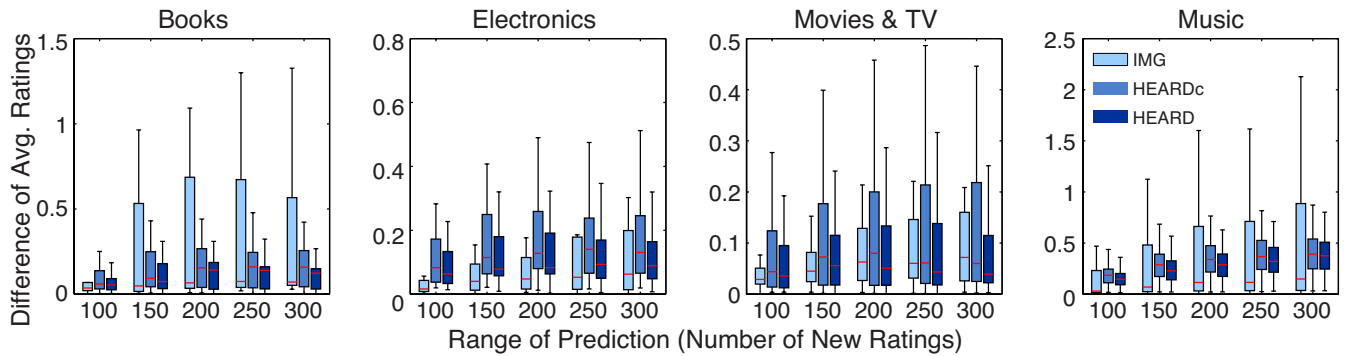 Books
Electronics
Movies & TV
Music
Difference of Avg. Ratings
1.5
1
0.5
0
100 150 200 250 300
0.8
0.6
0.4
0.2
0
100 150 200 250 300
0.5
0.4
0.3
0.2
0.1
0
100 150 200 250 300
2.5
2
1.5
1
0.5
0
100 150 200 250 300
IMG
HEARDc
HEARD
Range of Prediction (Number of New Ratings)